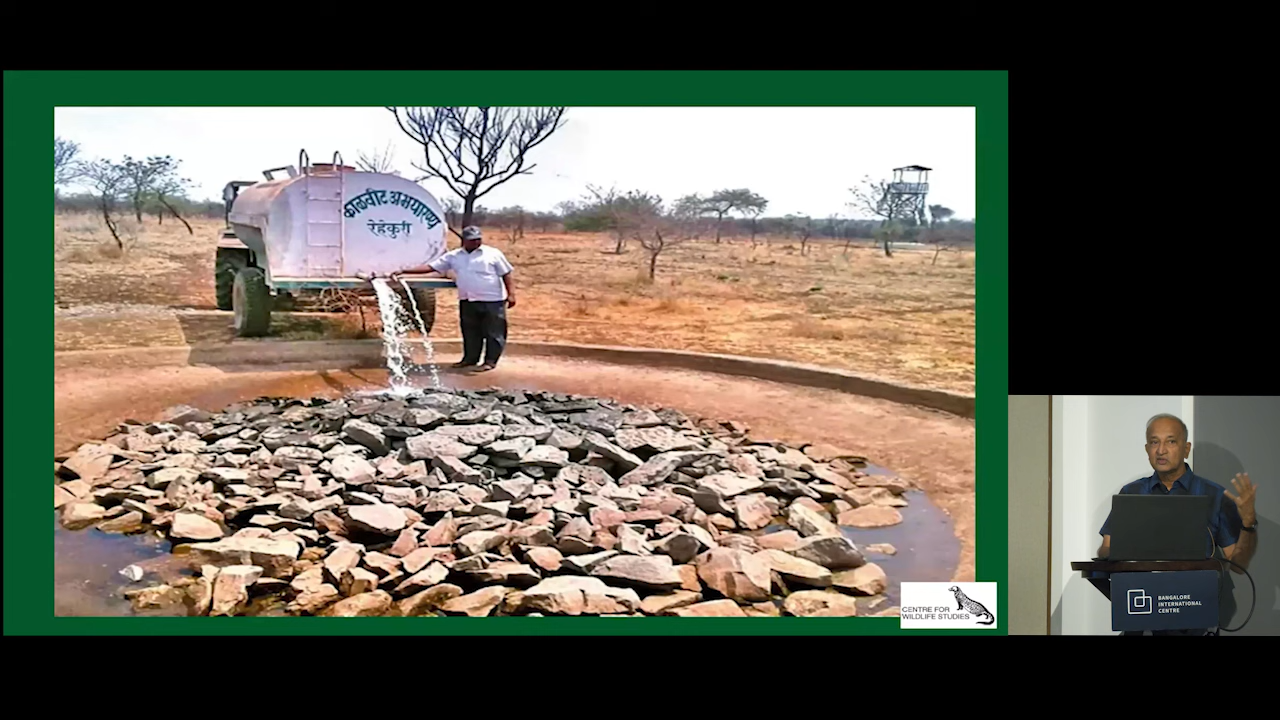 काळवीट अभयारण्य
रेहेकुरी
CENTRE FOR
WILDLIFE STUDIES
BANGALORE
INTERNATIONAL
CENTRE